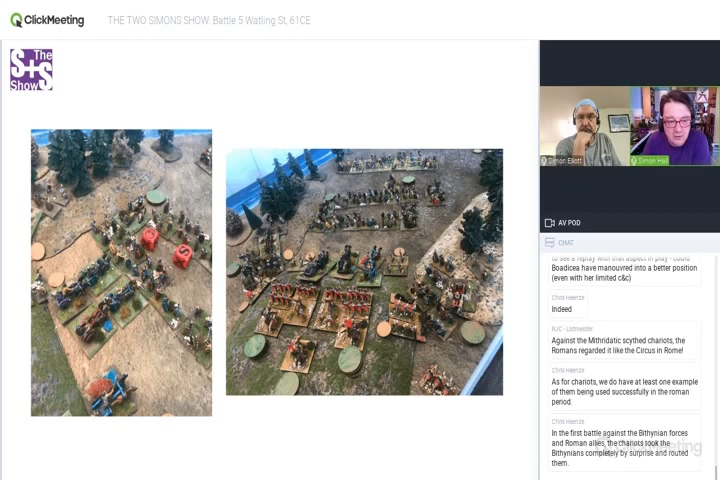 ClickMeeting
THE TWO SIMONS SHOW: Battle 5 Watling St, 61CE
The
S+S
Show
Simon Elliott
Simon Hall
AV POD
CHAT
to see a replay with that aspect in play - could
Boadicea have manouvred into a better position
(even with her limited c&c)
Chris Heenze
Indeed
Against the Mithridatic scythed chariots, the
Romans regarded it like the Circus in Rome!
Chris Heenze
As for chariots, we do have at least one example
of them being used successfully in the roman
period.
Chris Heenze
In the first battle against the Bithynian forces
and Roman allies, the chariots took the
Bithynians completely by surprise and routed
them.
ClickMeeting